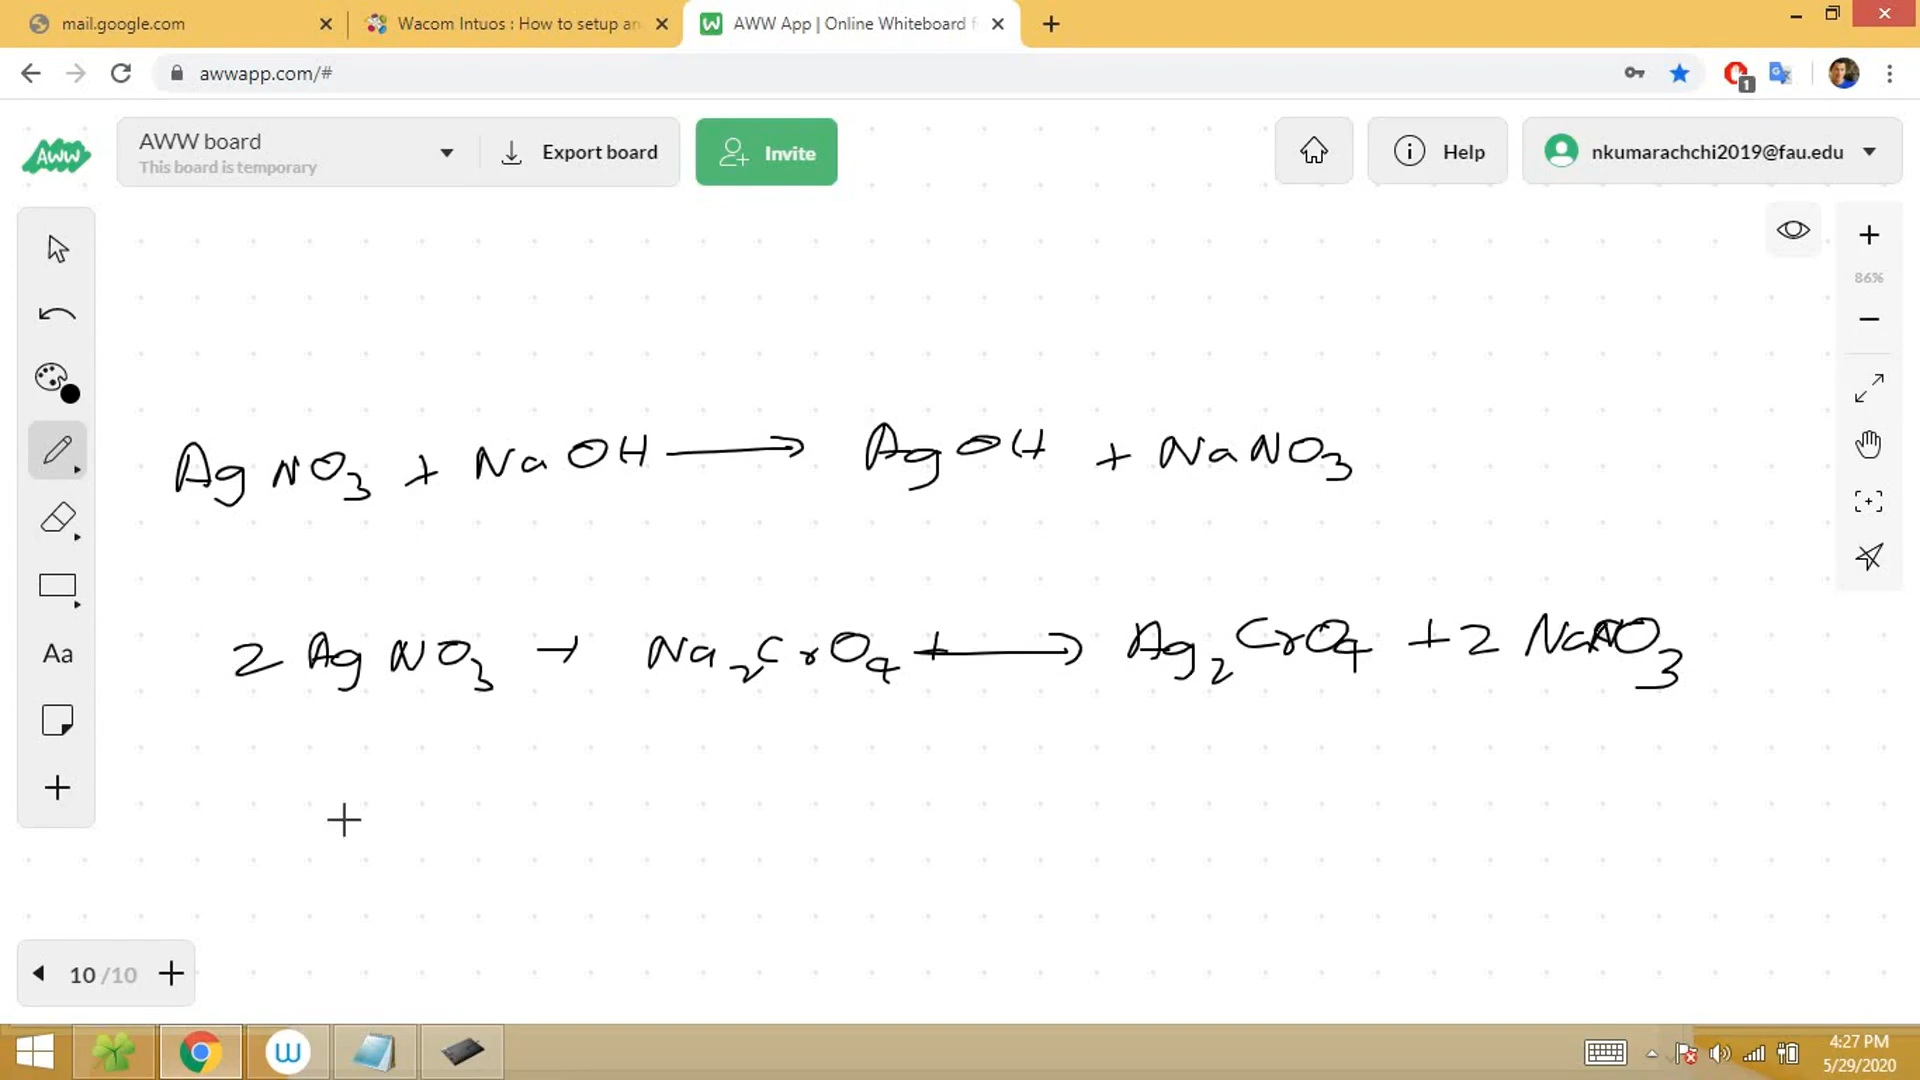 mail.google.com
Wacom Intuos : How to setup an
AWW App | Online Whiteboard f
awwapp.com/#
1
AWW
AWW board
This board is temporary
Export board
Invite
Help
nkumarachchi2019@fau.edu
86%
AgNO3 + NaOH → AgOH + NaNO3
2 AgNO3 + Na2CrO4 → Ag2CrO4 + 2 NaNO3
Aa
10 /10
W
4:27 PM
5/29/2020